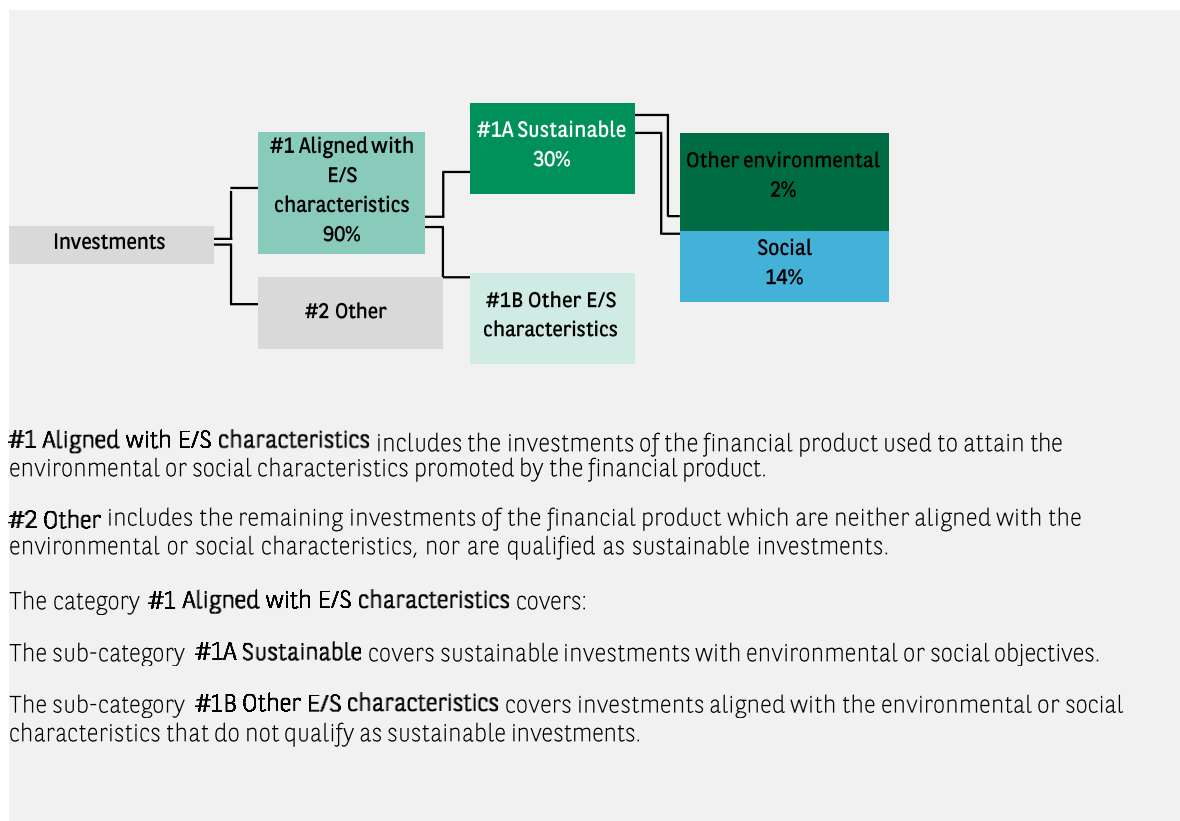 Investments
#1 Aligned with
E/S
characteristics
90%
#2 Other
#1A Sustainable
30%
#1B Other E/S
characteristics
Other environmental
2%
Social
14%
#1 Aligned with E/S characteristics includes the investments of the financial product used to attain the
environmental or social characteristics promoted by the financial product.
#2 Other includes the remaining investments of the financial product which are neither aligned with the
environmental or social characteristics, nor are qualified as sustainable investments.
The category #1 Aligned with E/S characteristics covers:
The sub-category #1A Sustainable covers sustainable investments with environmental or social objectives.
The sub-category #1B Other E/S characteristics covers investments aligned with the environmental or social
characteristics that do not qualify as sustainable investments.